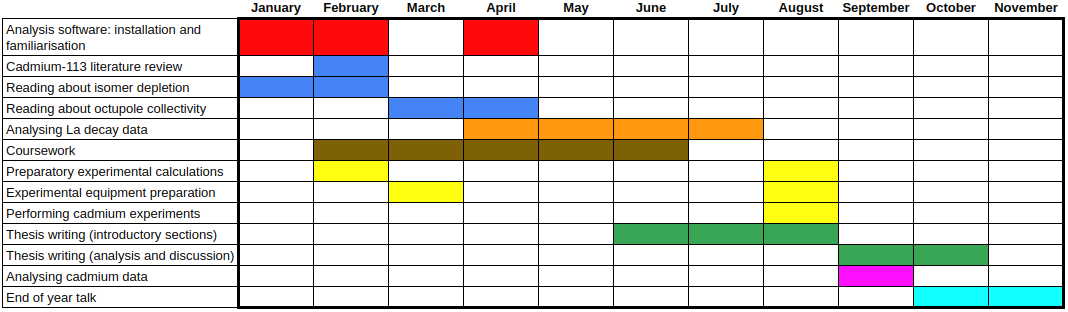 January February March April May June July August September October November
Analysis software: installation and
familiarisation
Cadmium-113 literature review
Reading about isomer depletion
Reading about octupole collectivity
Analysing La decay data
Coursework
Preparatory experimental calculations
Experimental equipment preparation
Performing cadmium experiments
Thesis writing (introductory sections)
Thesis writing (analysis and discussion)
Analysing cadmium data
End of year talk